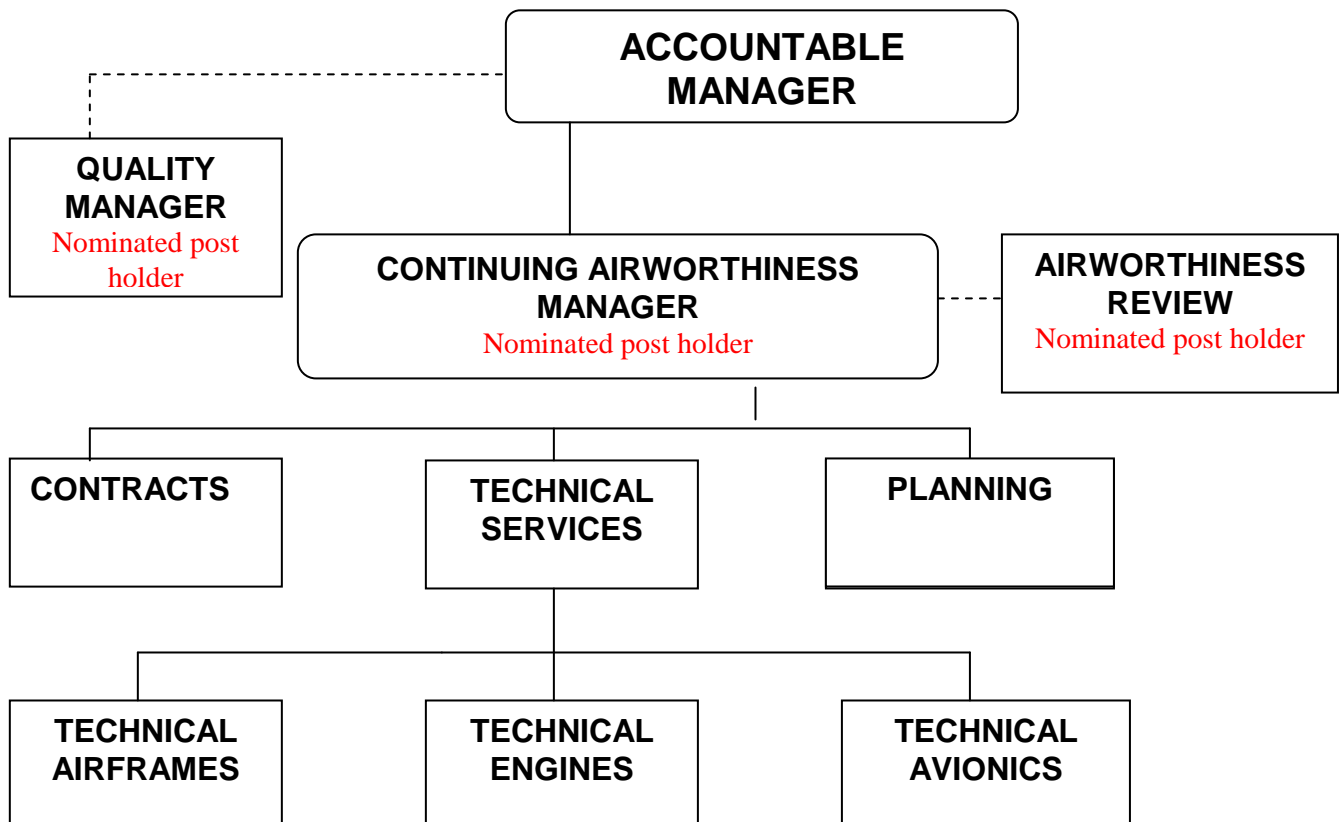 ACCOUNTABLE
MANAGER
QUALITY
MANAGER
Nominated post
holder
CONTINUING AIRWORTHINESS
MANAGER
Nominated post holder
AIRWORTHINESS
REVIEW
Nominated post holder
CONTRACTS
TECHNICAL
SERVICES
PLANNING
TECHNICAL
AIRFRAMES
TECHNICAL
ENGINES
TECHNICAL
AVIONICS